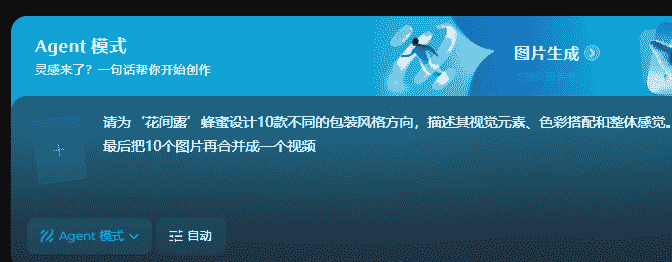 Agent 模式
灵感来了？一句话帮你开始创作
图片生成
请为‘花间露’蜂蜜设计10款不同的包装风格方向，描述其视觉元素、色彩搭配和整体感觉。
最后把10个图片再合并成一个视频
Agent 模式
自动